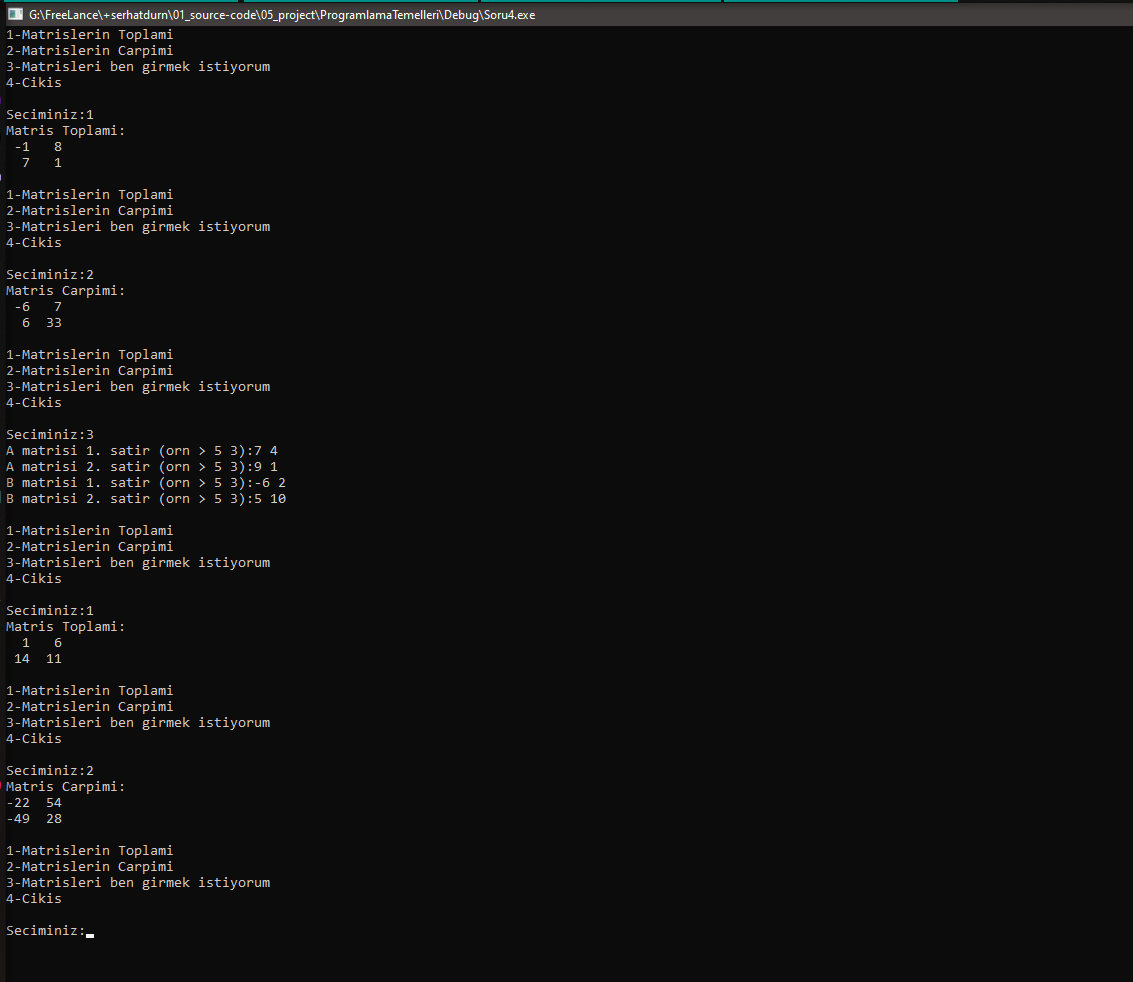 G:\FreeLance\+serhatdurn\01_source-code\05_project\ProgramlamaTemelleri\Debug\Soru4.exe
1-Matrislerin Toplami
2-Matrislerin Carpimi
3-Matrisleri ben girmek istiyorum
4-Cikis
Seciminiz:1
Matris Toplami:
-1 8
7 1
1-Matrislerin Toplami
2-Matrislerin Carpimi
3-Matrisleri ben girmek istiyorum
4-Cikis
Seciminiz:2
Matris Carpimi:
-6 7
6 33
1-Matrislerin Toplami
2-Matrislerin Carpimi
3-Matrisleri ben girmek istiyorum
4-Cikis
Seciminiz:3
A matrisi 1. satir (orn > 5 3):7 4
A matrisi 2. satir (orn > 5 3):9 1
B matrisi 1. satir (orn > 5 3):-6 2
B matrisi 2. satir (orn > 5 3):5 10
1-Matrislerin Toplami
2-Matrislerin Carpimi
3-Matrisleri ben girmek istiyorum
4-Cikis
Seciminiz:1
Matris Toplami:
1 6
14 11
1-Matrislerin Toplami
2-Matrislerin Carpimi
3-Matrisleri ben girmek istiyorum
4-Cikis
Seciminiz:2
Matris Carpimi:
-22 54
-49 28
1-Matrislerin Toplami
2-Matrislerin Carpimi
3-Matrisleri ben girmek istiyorum
4-Cikis
Seciminiz: